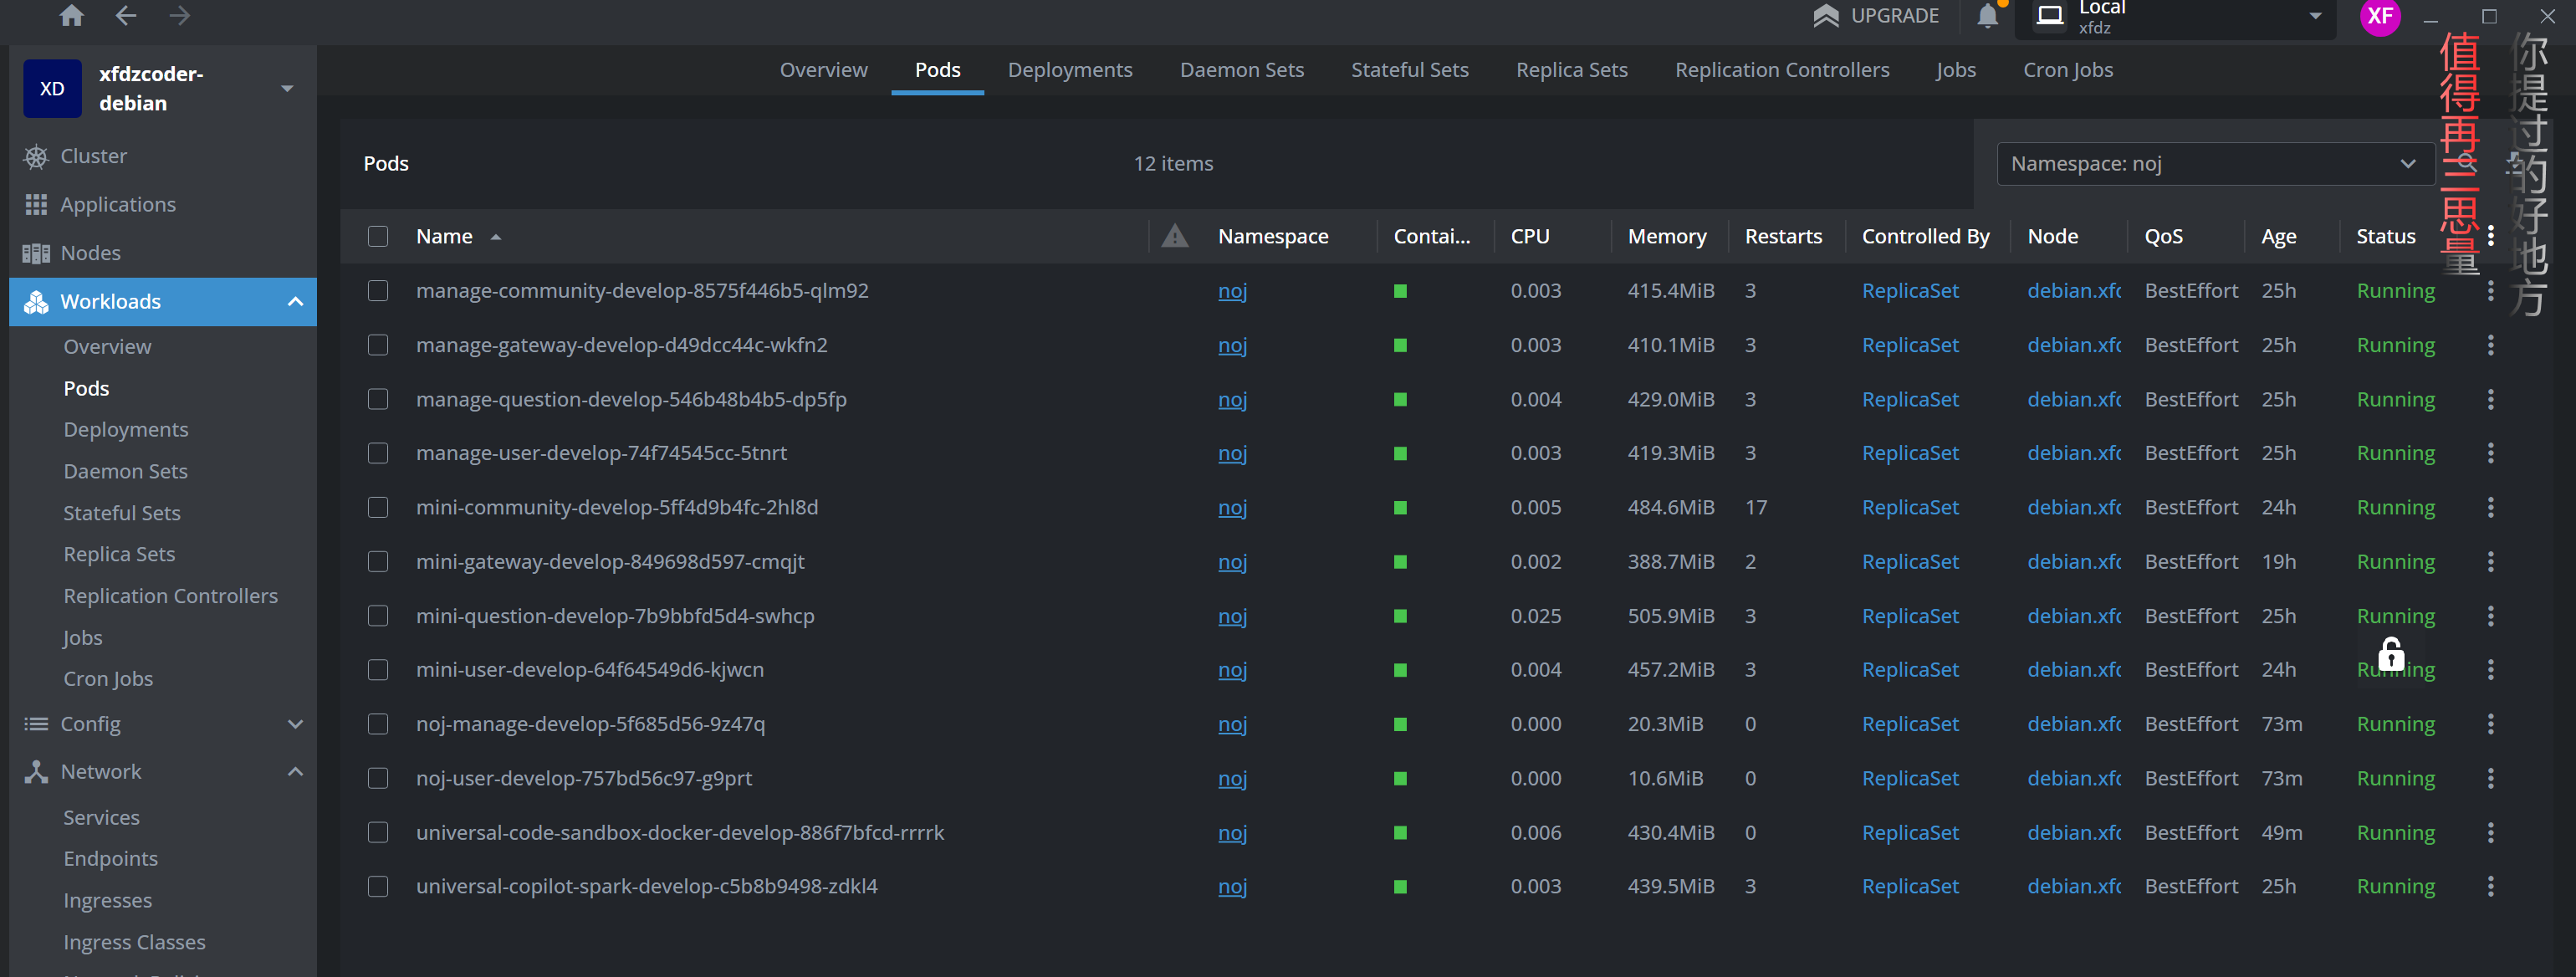 UPGRADE
Local
xfdz
XF
XD
xfdzcoder-
debian
Cluster
Applications
Nodes
Workloads
Overview
Pods
Deployments
Daemon Sets
Stateful Sets
Replica Sets
Replication Controllers
Jobs
Cron Jobs
Config
Network
Services
Endpoints
Ingresses
Ingress Classes
Overview Pods Deployments Daemon Sets Stateful Sets Replica Sets Replication Controllers Jobs Cron Jobs
Pods 12 items Namespace: noj
Name Namespace Contai... CPU Memory Restarts Controlled By Node QoS Age Status
manage-community-develop-8575f446b5-qlm92 noj 0.003 415.4MiB 3 ReplicaSet debian.xfc BestEffort 25h Running
manage-gateway-develop-d49dcc44c-wkfn2 noj 0.003 410.1MiB 3 ReplicaSet debian.xfc BestEffort 25h Running
manage-question-develop-546b48b4b5-dp5fp noj 0.004 429.0MiB 3 ReplicaSet debian.xfc BestEffort 25h Running
manage-user-develop-74f74545cc-5tnrt noj 0.003 419.3MiB 3 ReplicaSet debian.xfc BestEffort 25h Running
mini-community-develop-5ff4d9b4fc-2hl8d noj 0.005 484.6MiB 17 ReplicaSet debian.xfc BestEffort 24h Running
mini-gateway-develop-849698d597-cmqjt noj 0.002 388.7MiB 2 ReplicaSet debian.xfc BestEffort 19h Running
mini-question-develop-7b9bbfd5d4-swhcp noj 0.025 505.9MiB 3 ReplicaSet debian.xfc BestEffort 25h Running
mini-user-develop-64f64549d6-kjwcn noj 0.004 457.2MiB 3 ReplicaSet debian.xfc BestEffort 24h Running
noj-manage-develop-5f685d56-9z47q noj 0.000 20.3MiB 0 ReplicaSet debian.xfc BestEffort 73m Running
noj-user-develop-757bd56c97-g9prt noj 0.000 10.6MiB 0 ReplicaSet debian.xfc BestEffort 73m Running
universal-code-sandbox-docker-develop-886f7bfcd-rrrrk noj 0.006 430.4MiB 0 ReplicaSet debian.xfc BestEffort 49m Running
universal-copilot-spark-develop-c5b8b9498-zdkl4 noj 0.003 439.5MiB 3 ReplicaSet debian.xfc BestEffort 25h Running
你提过的好地方
值得再三思量